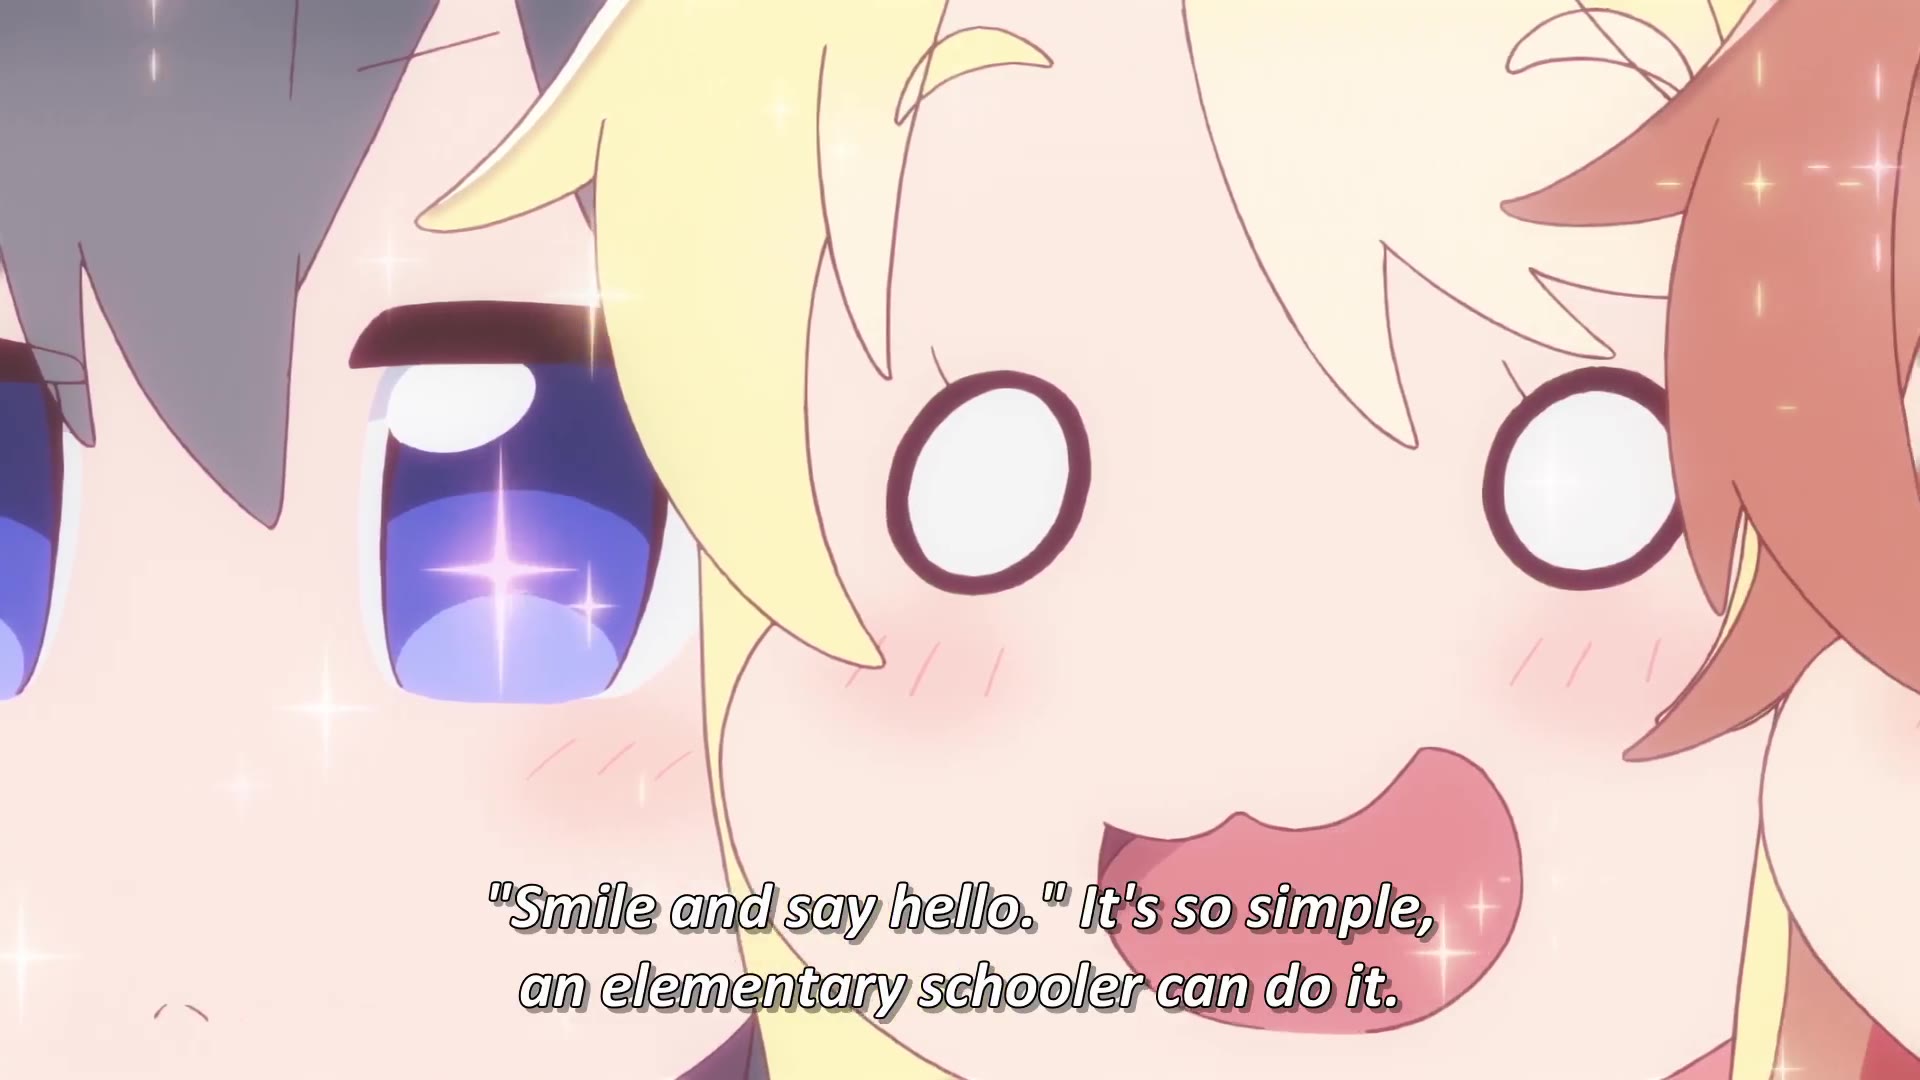 "Smile and say hello." It's so simple,
an elementary schooler can do it.